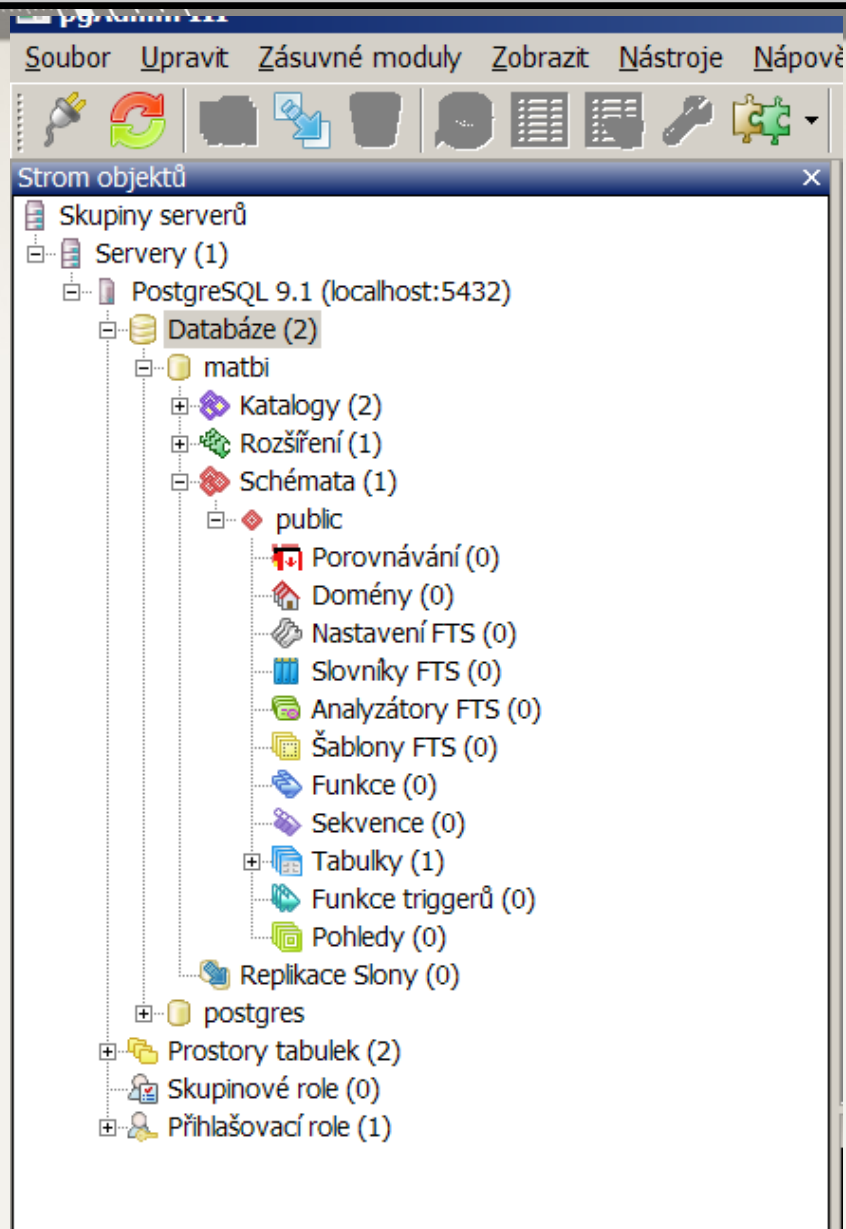 pgAdmin III
Soubor Upravit Zásuvné moduly Zobrazit Nástroje Nápově
Strom objektů
Skupiny serverů
Servery (1)
PostgreSQL 9.1 (localhost:5432)
Databáze (2)
matbi
Katalogy (2)
Rozšíření (1)
Schémata (1)
public
Porovnávání (0)
Domény (0)
Nastavení FTS (0)
Slovníky FTS (0)
Analyzátory FTS (0)
Šablony FTS (0)
Funkce (0)
Sekvence (0)
Tabulky (1)
Funkce triggerů (0)
Pohledy (0)
Replikace Slony (0)
postgres
Prostory tabulek (2)
Skupinové role (0)
Přihlašovací role (1)